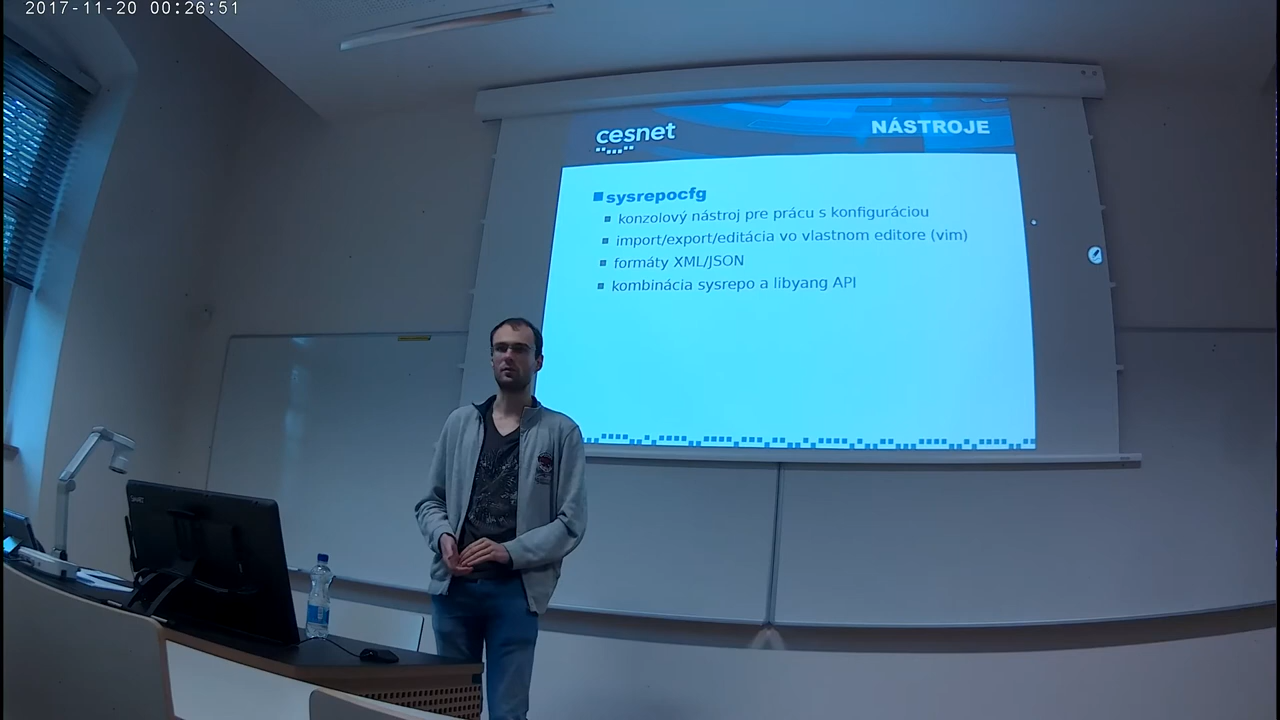 2017-11-20 00:26:51
cesnet
NÁSTROJE
sysrepocfg
konzolový nástroj pre prácu s konfiguráciou
import/export/editácia vo vlastnom editore (vim)
formáty XML/JSON
kombinácia sysrepo a libyang API